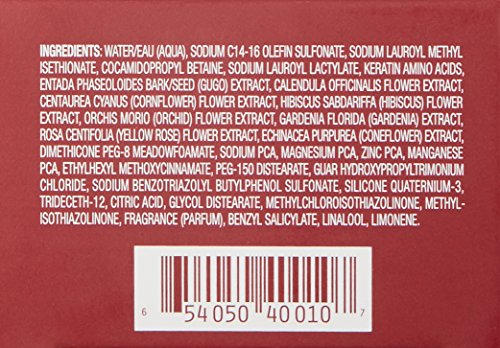 INGREDIENTS: WATER/EAU (AQUA), SODIUM C14-16 OLEFIN SULFONATE, SODIUM LAUROYL METHYL
ISETHIONATE, COCAMIDOPROPYL BETAINE, SODIUM LAUROYL LACTYLATE, KERATIN AMINO ACIDS,
ENTADA PHASEOLOIDES BARK/SEED (GUGO) EXTRACT, CALENDULA OFFICINALIS FLOWER EXTRACT,
CENTAUREA CYANUS (CORNFLOWER) FLOWER EXTRACT, HIBISCUS SABDARIFFA (HIBISCUS) FLOWER
EXTRACT, ORCHIS MORIO (ORCHID) FLOWER EXTRACT, GARDENIA FLORIDA (GARDENIA) EXTRACT,
ROSA CENTIFOLIA (YELLOW ROSE) FLOWER EXTRACT, ECHINACEA PURPUREA (CONEFLOWER) EXTRACT,
DIMETHICONE PEG-8 MEADOWFOAMATE, SODIUM PCA, MAGNESIUM PCA, ZINC PCA, MANGANESE
PCA, ETHYLHEXYL METHOXYCINNAMATE, PEG-150 DISTEARATE, GUAR HYDROXYPROPYLTRIMONIUM
CHLORIDE, SODIUM BENZOTRIAZOLYL BUTYLPHENOL SULFONATE, SILICONE QUATERNIUM-3,
TRIDECETH-12, CITRIC ACID, GLYCOL DISTEARATE, METHYLCHLOROISOTHIAZOLINONE, METHYL-
ISOTHIAZOLINONE, FRAGRANCE (PARFUM), BENZYL SALICYLATE, LINALOOL, LIMONENE.
6 54050 40010 7